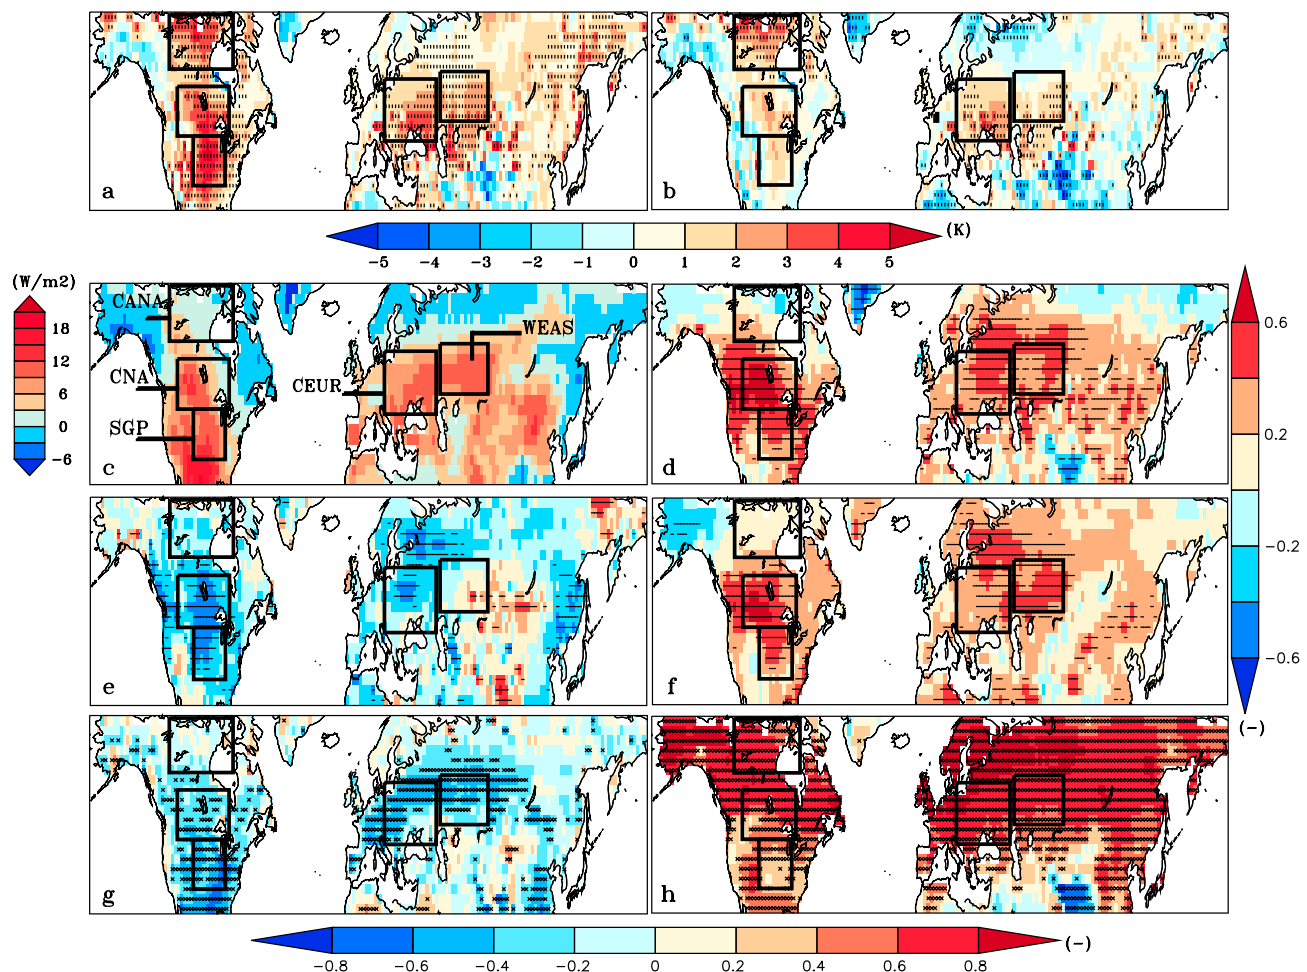 a
b
(K)
-5 -4 -3 -2 -1 0 1 2 3 4 5
(W/m2)
18
12
6
0
-6
CANA
CNA
SGP
CEUR
WEAS
c
d
0.6
0.2
-0.2
-0.6
(-)
e
f
g
h
-0.8 -0.6 -0.4 -0.2 0 0.2 0.4 0.6 0.8
(-)